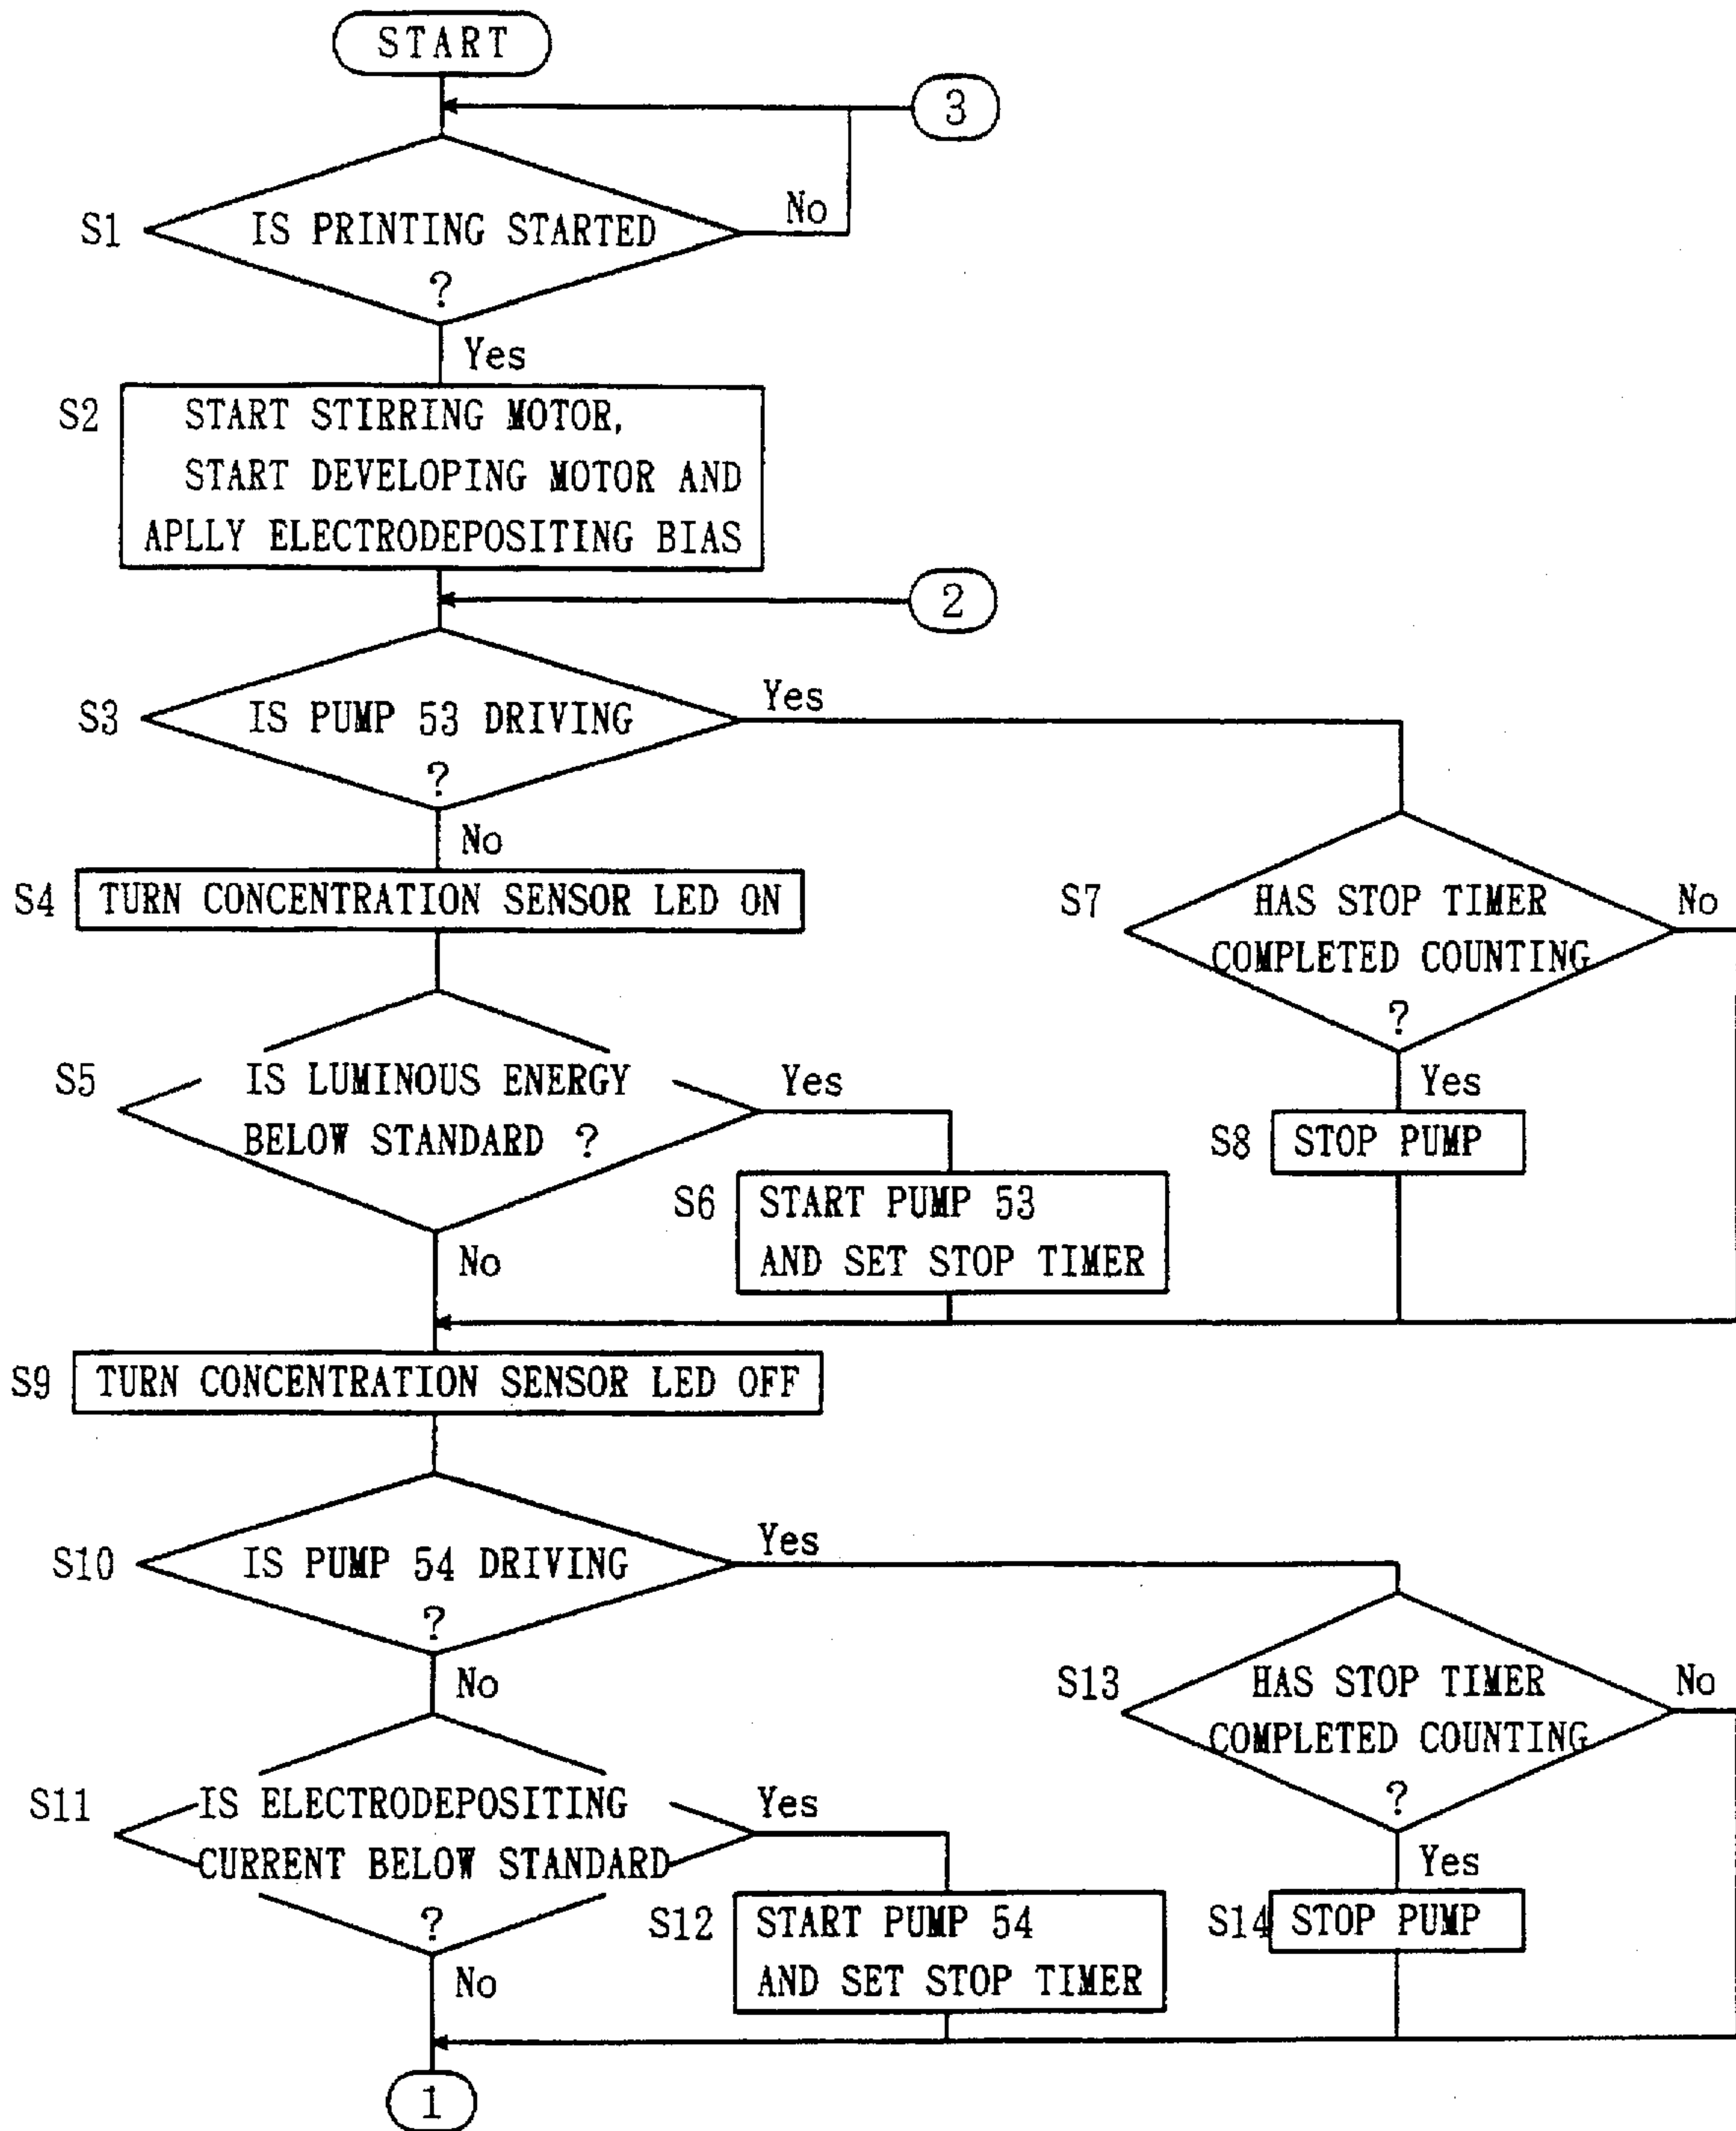 START
3
S1
IS PRINTING STARTED
?
No
Yes
S2
START STIRRING MOTOR,
START DEVELOPING MOTOR AND
APLLY ELECTRODEPOSITING BIAS
2
S3
IS PUMP 53 DRIVING
?
Yes
No
S4
TURN CONCENTRATION SENSOR LED ON
S7
HAS STOP TIMER
COMPLETED COUNTING
?
No
Yes
S5
IS LUMINOUS ENERGY
BELOW STANDARD ?
Yes
No
S8
STOP PUMP
S6
START PUMP 53
AND SET STOP TIMER
S9
TURN CONCENTRATION SENSOR LED OFF
S10
IS PUMP 54 DRIVING
?
Yes
No
S13
HAS STOP TIMER
COMPLETED COUNTING
?
No
Yes
S11
IS ELECTRODEPOSITING
CURRENT BELOW STANDARD
?
Yes
No
S12
START PUMP 54
AND SET STOP TIMER
S14
STOP PUMP
1